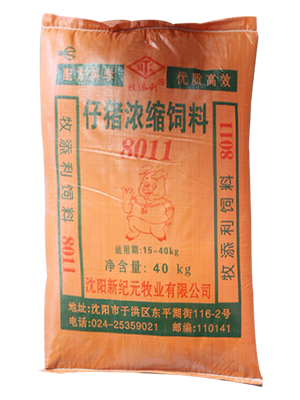 牧添利
优质高效
仔猪浓缩饲料
8011
牧添利饲料 8011
牧添利饲料 8011
适用期:15-40kg
净含量: 40 kg
沈阳新纪元牧业有限公司
地址:沈阳市于洪区东平湖街116-2号
电话:024-25359021 邮编:110141